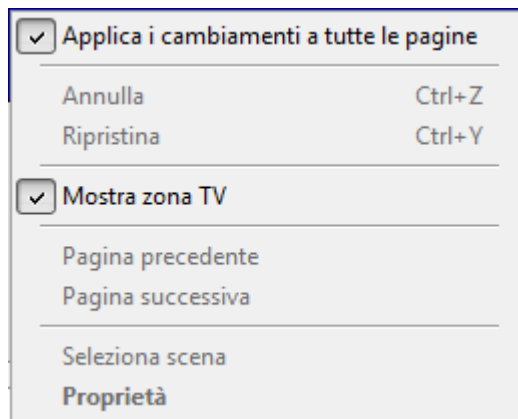 Applica i cambiamenti a tutte le pagine
Annulla Ctrl+Z
Ripristina Ctrl+Y
Mostra zona TV
Pagina precedente
Pagina successiva
Seleziona scena
Proprietà